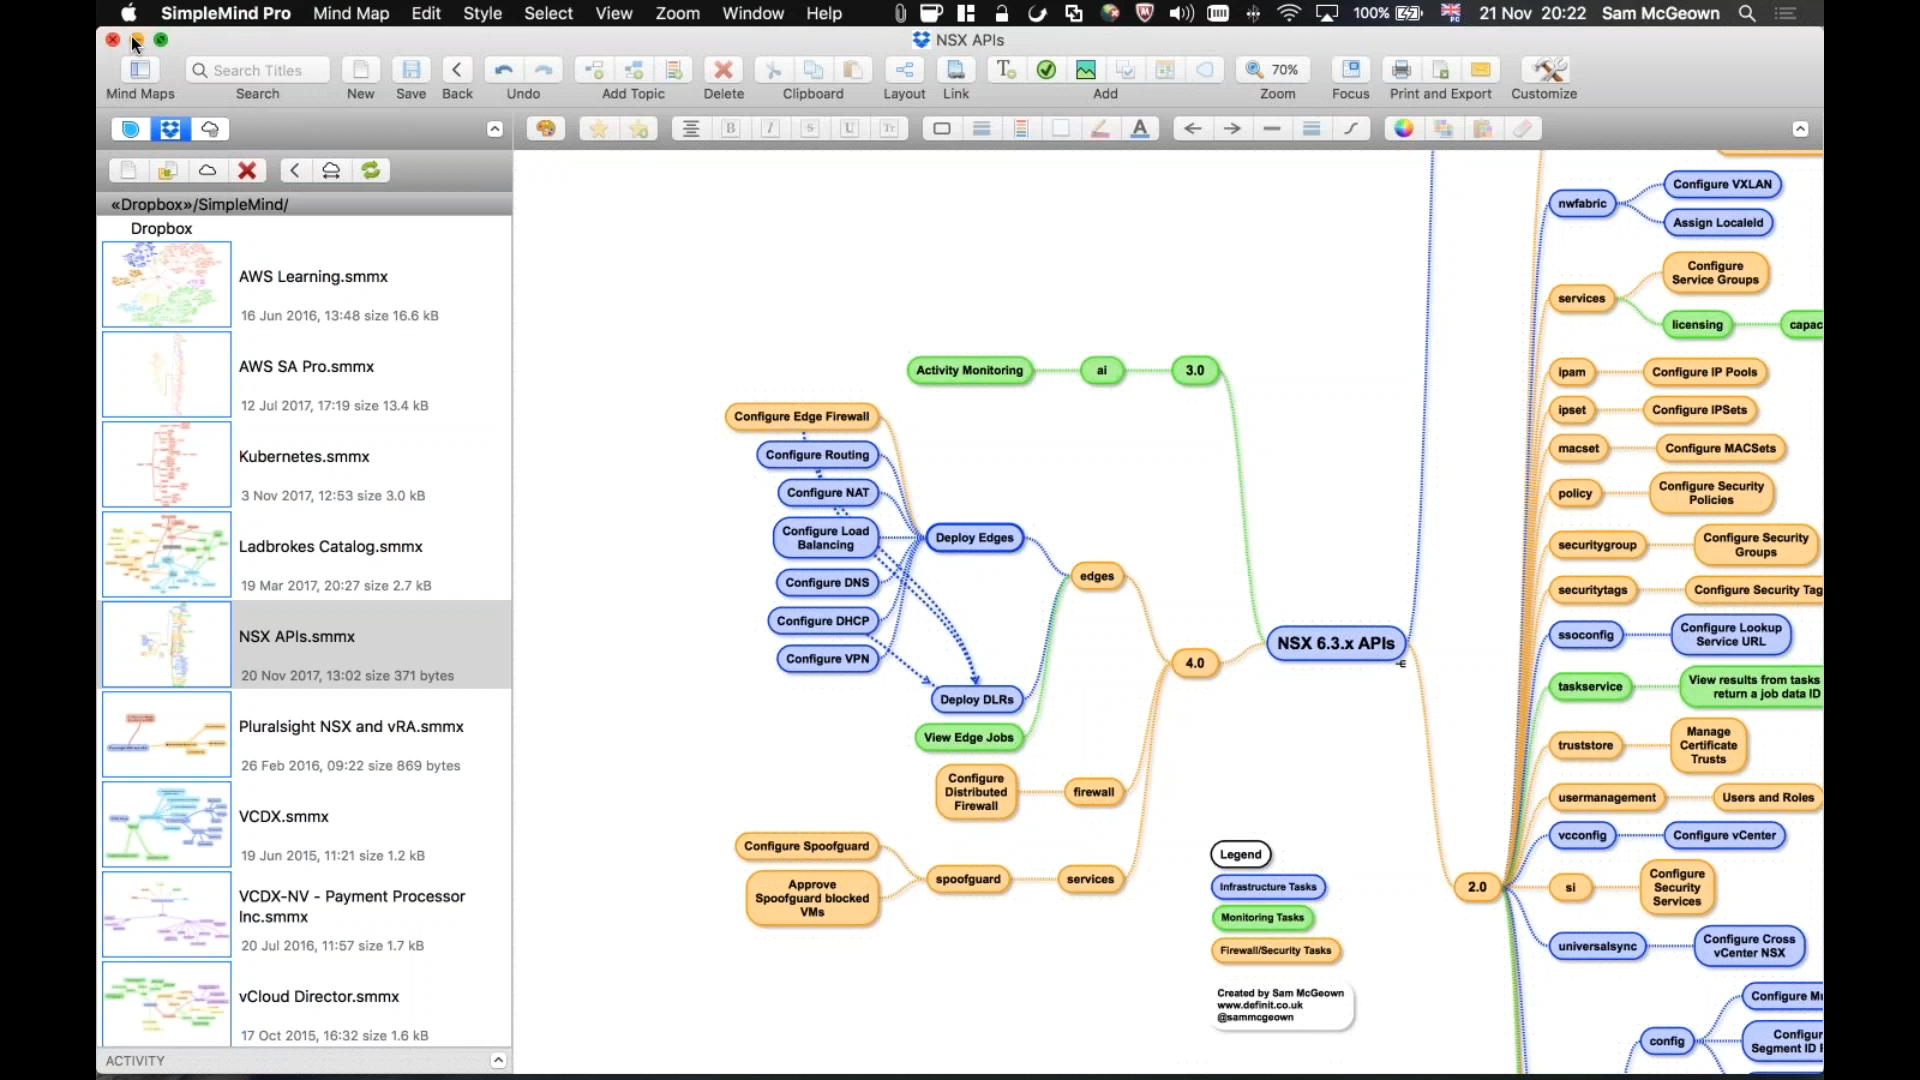 SimpleMind Pro Mind Map Edit Style Select View Zoom Window Help 100% 21 Nov 20:22 Sam McGeown
NSX APIs
Search Titles
70%
Mind Maps Search New Save Back Undo Add Topic Delete Clipboard Layout Link Add Zoom Focus Print and Export Customize
«Dropbox»/SimpleMind/
Dropbox
AWS Learning.smmx
16 Jun 2016, 13:48 size 16.6 kB
AWS SA Pro.smmx
12 Jul 2017, 17:19 size 13.4 kB
Kubernetes.smmx
3 Nov 2017, 12:53 size 3.0 kB
Ladbrokes Catalog.smmx
19 Mar 2017, 20:27 size 2.7 kB
NSX APIs.smmx
20 Nov 2017, 13:02 size 371 bytes
Pluralsight NSX and vRA.smmx
26 Feb 2016, 09:22 size 869 bytes
VCDX.smmx
19 Jun 2015, 11:21 size 1.2 kB
VCDX-NV - Payment Processor
Inc.smmx
20 Jul 2016, 11:57 size 1.7 kB
vCloud Director.smmx
17 Oct 2015, 16:32 size 1.6 kB
ACTIVITY
Activity Monitoring
ai
3.0
Configure Edge Firewall
Configure Routing
Configure NAT
Configure Load
Balancing
Configure DNS
Configure DHCP
Configure VPN
Deploy Edges
edges
Deploy DLRs
View Edge Jobs
4.0
Configure
Distributed
Firewall
firewall
Configure Spoofguard
Approve
Spoofguard blocked
VMs
spoofguard
services
NSX 6.3.x APIs
Legend
Infrastructure Tasks
Monitoring Tasks
Firewall/Security Tasks
Created by Sam McGeown
www.definit.co.uk
@sammcgeown
2.0
nwfabric
Configure VXLAN
Assign LocaleId
services
Configure
Service Groups
licensing
capac
ipam
Configure IP Pools
ipset
Configure IPSets
macset
Configure MACSets
policy
Configure Security
Policies
securitygroup
Configure Security
Groups
securitytags
Configure Security Tag
ssoconfig
Configure Lookup
Service URL
taskservice
View results from tasks
return a job data ID
truststore
Manage
Certificate
Trusts
usermanagement
Users and Roles
vcconfig
Configure vCenter
si
Configure
Security
Services
universalsync
Configure Cross
vCenter NSX
config
Configure M
Configur
Segment ID